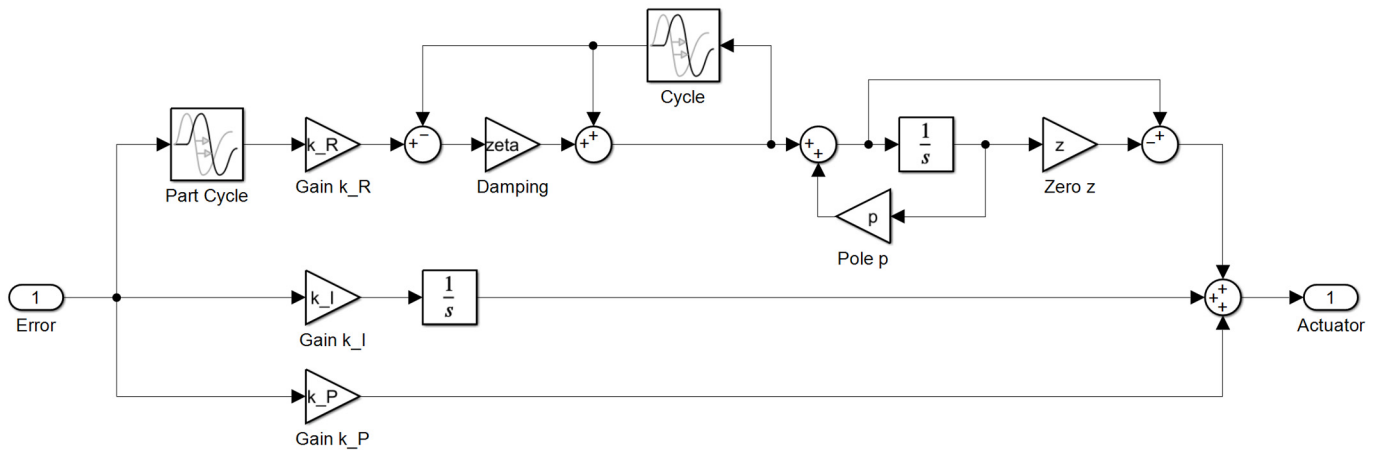 Cycle
k_R
zeta
1
s
z
Part Cycle
Gain k_R
Damping
Zero z
p
Pole p
1
Error
k_I
1
s
1
Actuator
Gain k_I
k_P
Gain k_P
+
−
+
+
+
+
+
−
+
+
+
+